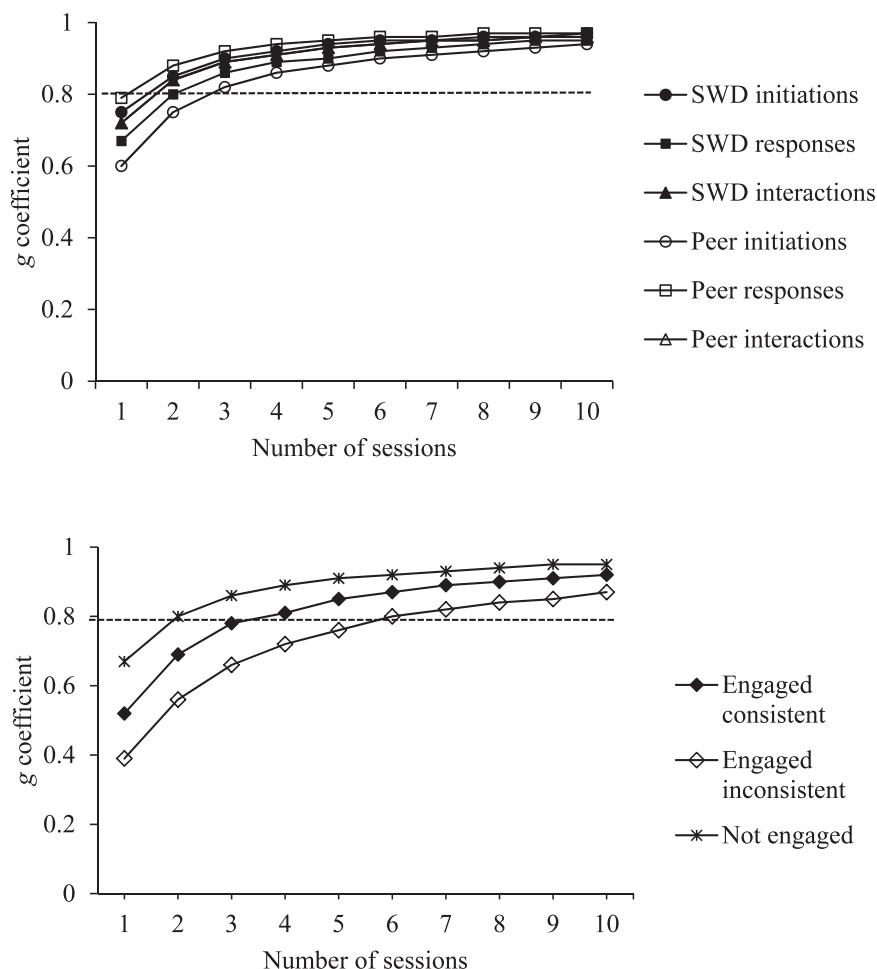 1
0.8
0.6
0.4
0.2
0
g coefficient
1 2 3 4 5 6 7 8 9 10
Number of sessions
SWD initiations
SWD responses
SWD interactions
Peer initiations
Peer responses
Peer interactions
1
0.8
0.6
0.4
0.2
0
g coefficient
1 2 3 4 5 6 7 8 9 10
Number of sessions
Engaged
consistent
Engaged
inconsistent
Not engaged